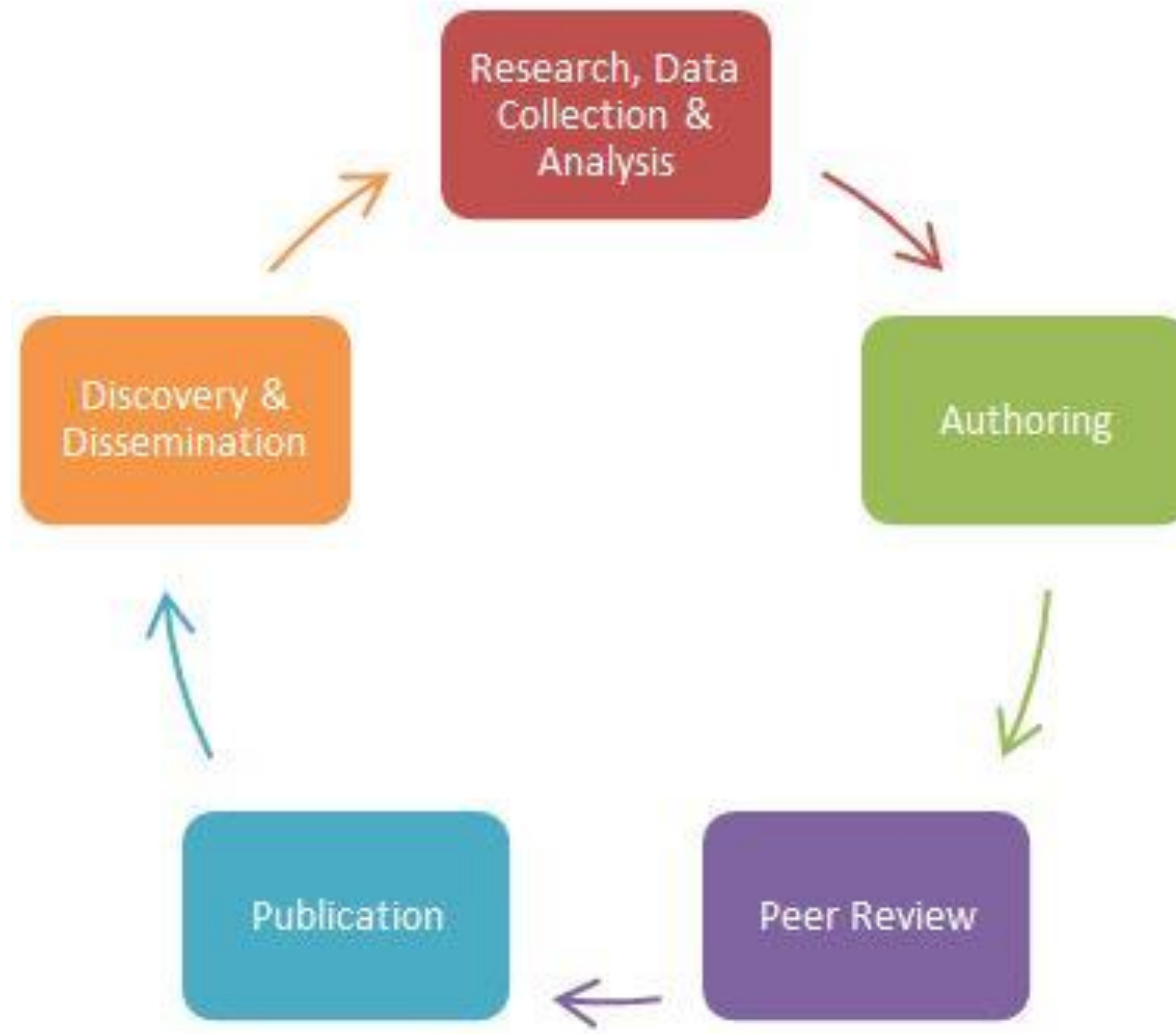 Research, Data
Collection &
Analysis
Authoring
Peer Review
Publication
Discovery &
Dissemination